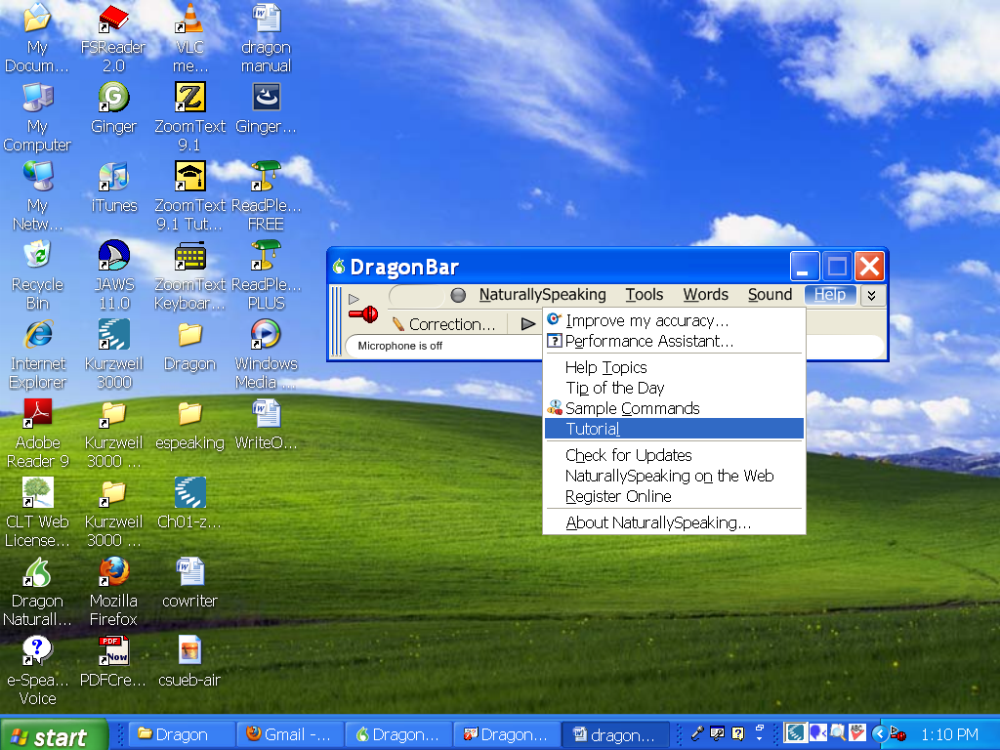 My
Docum...
FSReader
2.0
VLC
me...
dragon
manual
My
Computer
Ginger
ZoomText
9.1
Ginger...
My
Netw...
iTunes
ZoomText
9.1 Tut...
ReadPle...
FREE
Recycle
Bin
JAWS
11.0
ZoomText
Keyboar...
ReadPle...
PLUS
Internet
Explorer
Kurzweil
3000
Dragon
Windows
Media ...
Adobe
Reader 9
Kurzweil
3000 ...
espeaking
WriteO...
CLT Web
License...
Kurzweil
3000 ...
Ch01-z...
Dragon
Naturall...
Mozilla
Firefox
cowriter
e-Spea...
Voice
PDF
Now
PDFCre...
csueb-air
DragonBar
NaturallySpeaking Tools Words Sound Help
Correction...
Microphone is off
Improve my accuracy...
Performance Assistant...
Help Topics
Tip of the Day
Sample Commands
Tutorial
Check for Updates
NaturallySpeaking on the Web
Register Online
About NaturallySpeaking...
start
Dragon
Gmail -...
Dragon...
Dragon...
dragon...
1:10 PM